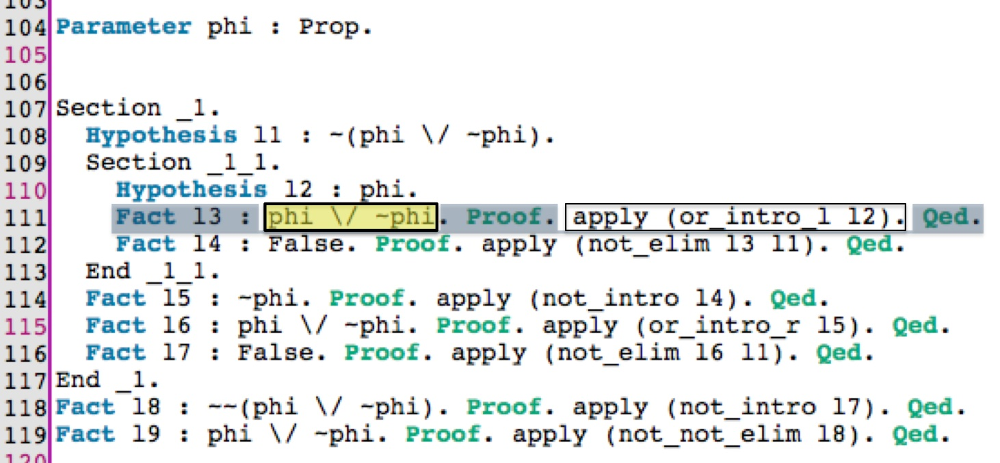 103
104 Parameter phi : Prop.
105
106
107 Section _1.
108 Hypothesis l1 : ~(phi \/ ~phi).
109 Section _1_1.
110 Hypothesis l2 : phi.
111 Fact l3 : phi \/ ~phi. Proof. apply (or_intro_l l2). Qed.
112 Fact l4 : False. Proof. apply (not_elim l3 l1). Qed.
113 End _1_1.
114 Fact l5 : ~phi. Proof. apply (not_intro l4). Qed.
115 Fact l6 : phi \/ ~phi. Proof. apply (or_intro_r l5). Qed.
116 Fact l7 : False. Proof. apply (not_elim l6 l1). Qed.
117 End _1.
118 Fact l8 : ~~(phi \/ ~phi). Proof. apply (not_intro l7). Qed.
119 Fact l9 : phi \/ ~phi. Proof. apply (not_not_elim l8). Qed.
120